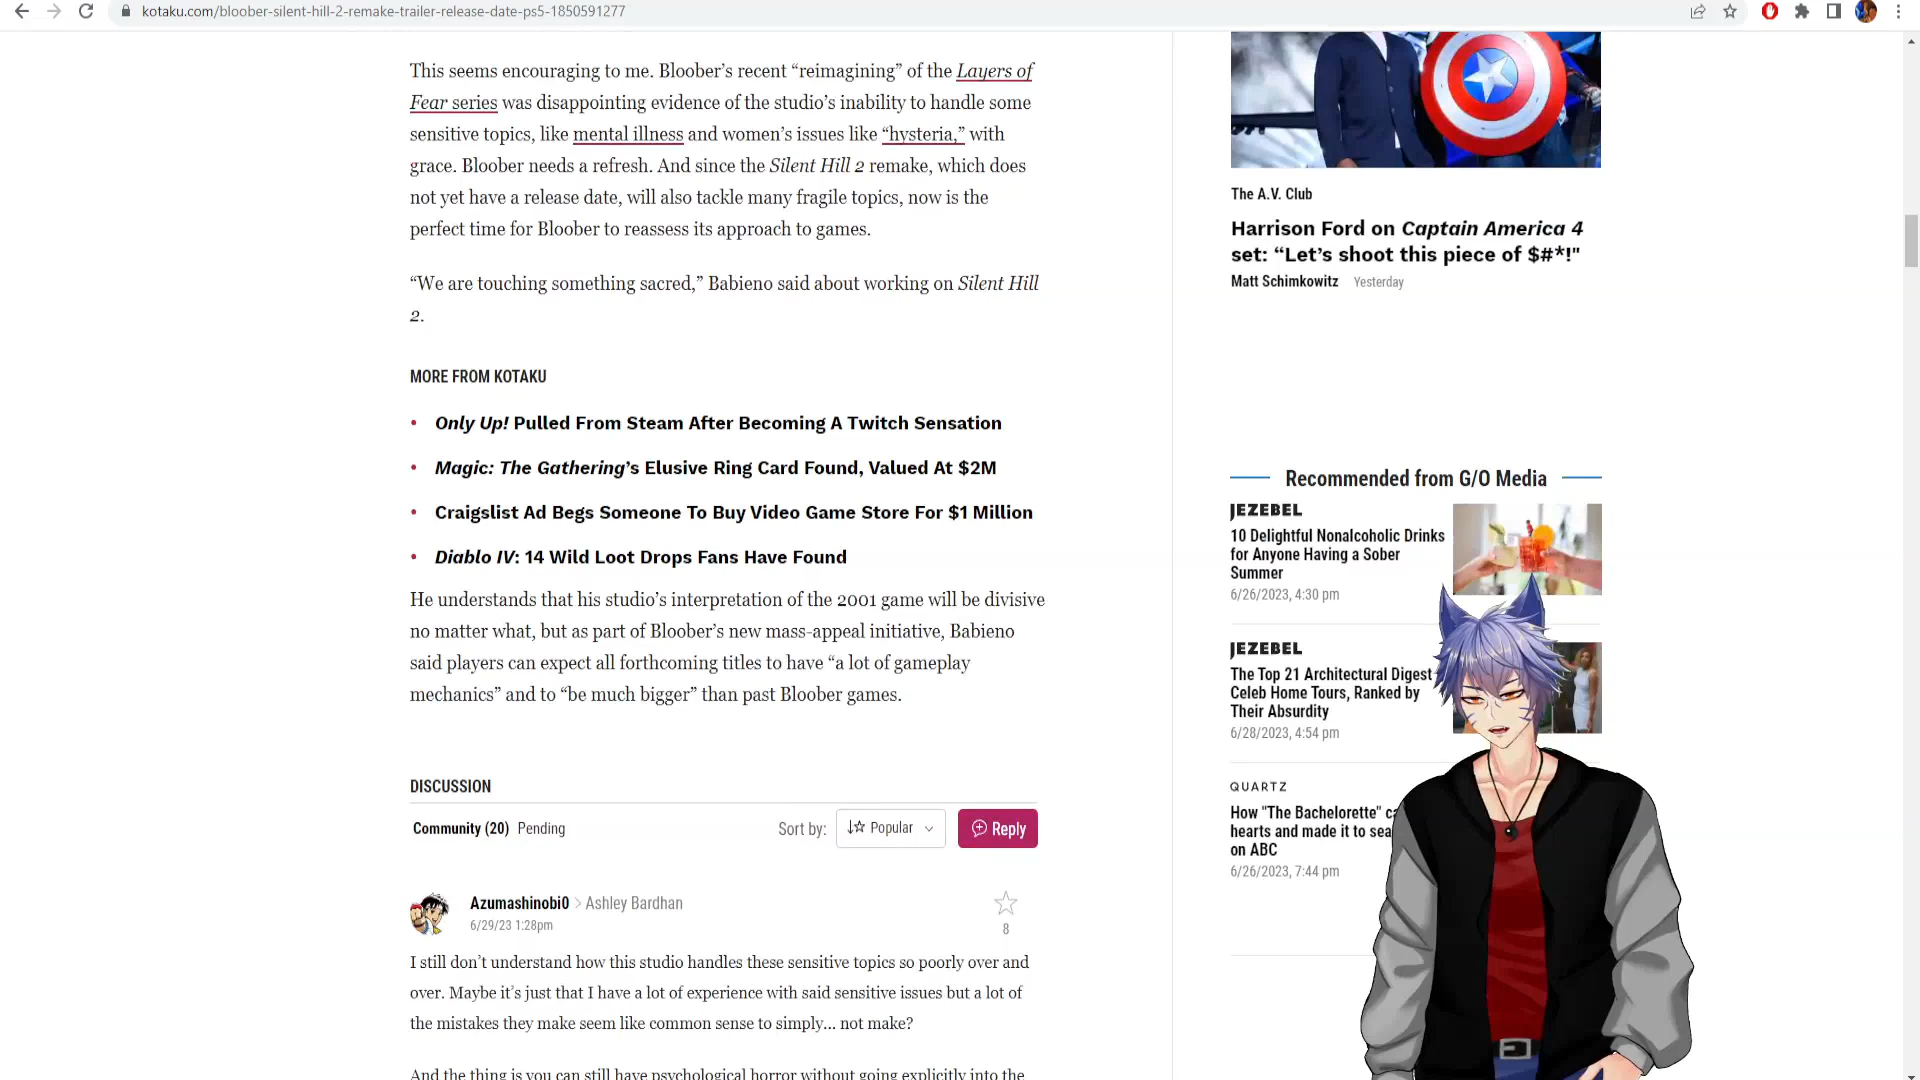 kotaku.com/bloober-silent-hill-2-remake-trailer-release-date-ps5-1850591277
This seems encouraging to me. Bloober’s recent “reimagining” of the Layers of
Fear series was disappointing evidence of the studio’s inability to handle some
sensitive topics, like mental illness and women’s issues like “hysteria,” with
grace. Bloober needs a refresh. And since the Silent Hill 2 remake, which does
not yet have a release date, will also tackle many fragile topics, now is the
perfect time for Bloober to reassess its approach to games.
“We are touching something sacred,” Babieno said about working on Silent Hill
2.
MORE FROM KOTAKU
• Only Up! Pulled From Steam After Becoming A Twitch Sensation
• Magic: The Gathering’s Elusive Ring Card Found, Valued At $2M
• Craigslist Ad Begs Someone To Buy Video Game Store For $1 Million
• Diablo IV: 14 Wild Loot Drops Fans Have Found
He understands that his studio’s interpretation of the 2001 game will be divisive
no matter what, but as part of Bloober’s new mass-appeal initiative, Babieno
said players can expect all forthcoming titles to have “a lot of gameplay
mechanics” and to “be much bigger” than past Bloober games.
DISCUSSION
Community (20) Pending
Sort by: Popular Reply
Azumashinobi0 > Ashley Bardhan
6/29/23 1:28pm
8
I still don’t understand how this studio handles these sensitive topics so poorly over and
over. Maybe it’s just that I have a lot of experience with said sensitive issues but a lot of
the mistakes they make seem like common sense to simply... not make?
And the thing is you can still have psychological horror without going explicitly into the
The A.V. Club
Harrison Ford on Captain America 4
set: “Let’s shoot this piece of $#*!"
Matt Schimkowitz Yesterday
Recommended from G/O Media
JEZEBEL
10 Delightful Nonalcoholic Drinks
for Anyone Having a Sober
Summer
6/26/2023, 4:30 pm
JEZEBEL
The Top 21 Architectural Digest
Celeb Home Tours, Ranked by
Their Absurdity
6/28/2023, 4:54 pm
QUARTZ
How "The Bachelorette"
hearts and made it to
on ABC
6/26/2023, 7:44 pm